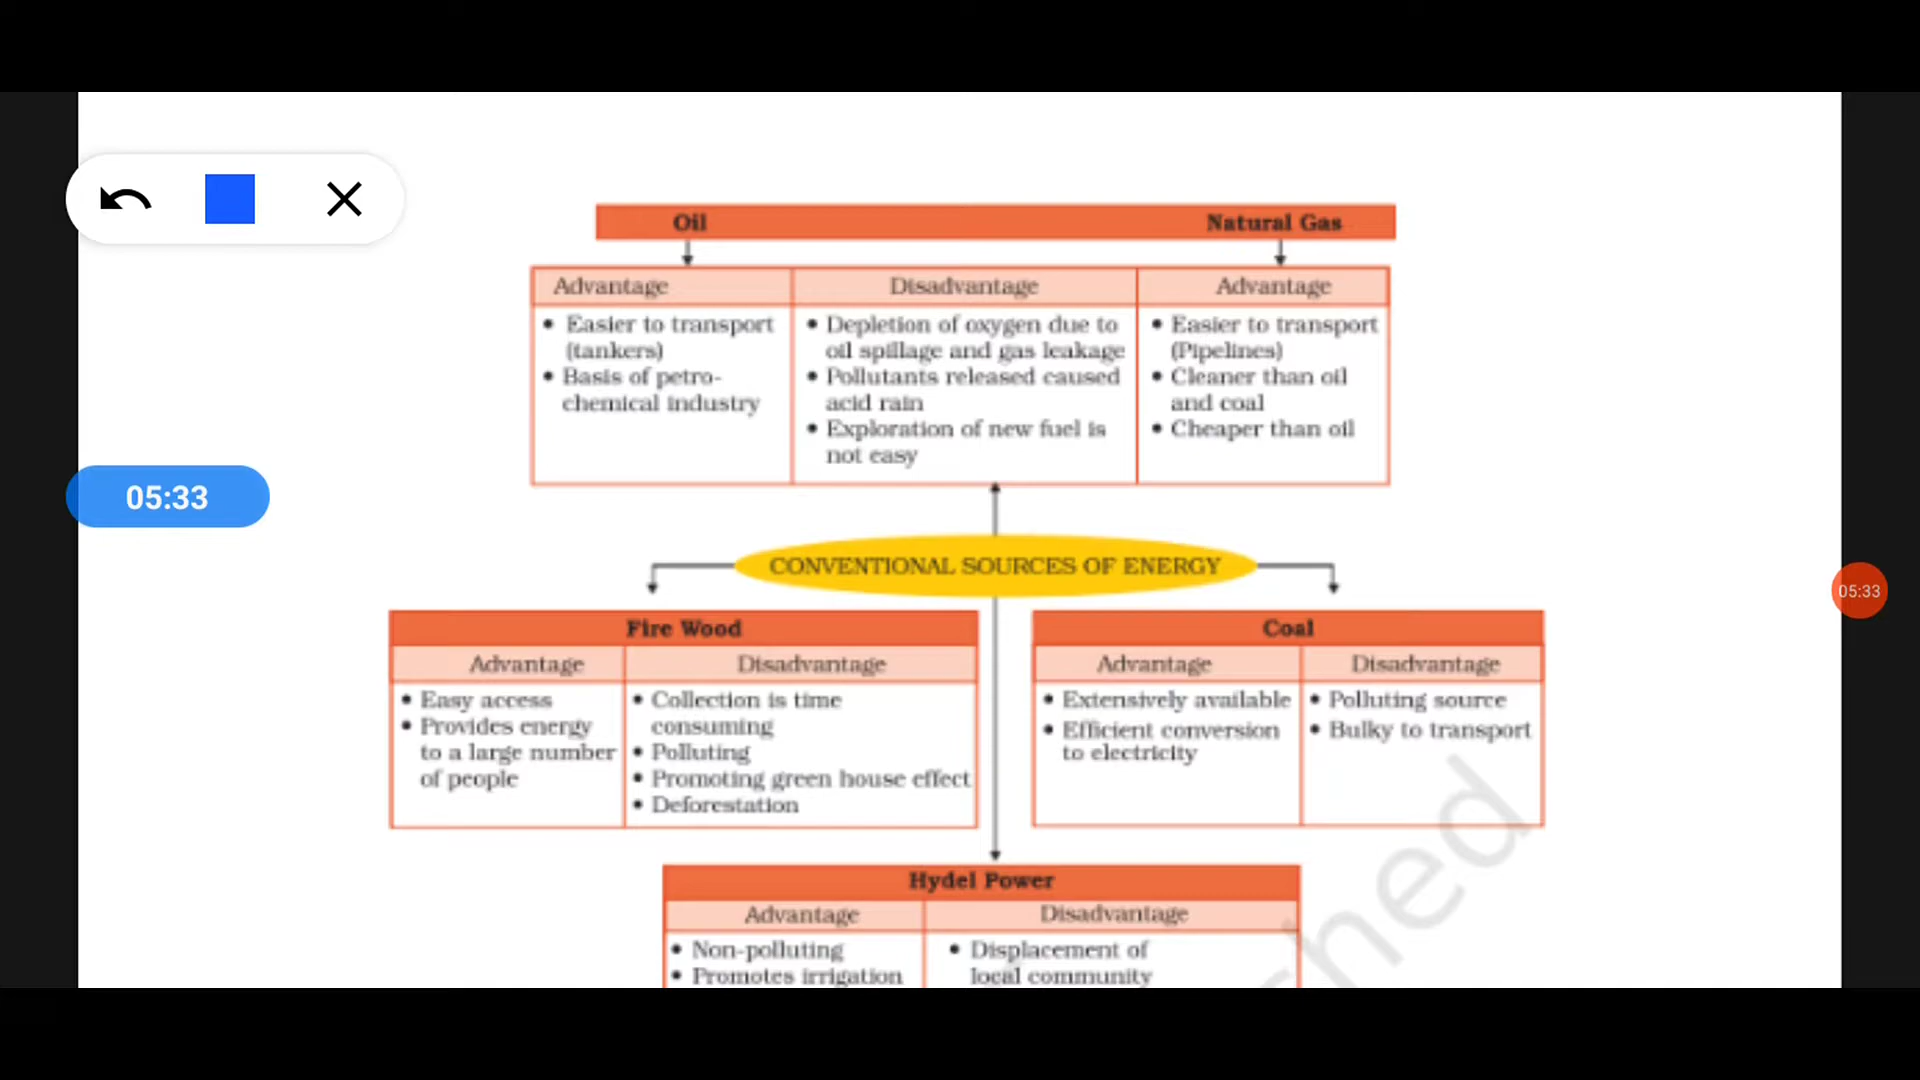 Oil Natural Gas
Advantage Disadvantage Advantage
• Easier to transport
(tankers)
• Basis of petro-
chemical industry
• Depletion of oxygen due to
oil spillage and gas leakage
• Pollutants released caused
acid rain
• Exploration of new fuel is
not easy
• Easier to transport
(Pipelines)
• Cleaner than oil
and coal
• Cheaper than oil
05:33
CONVENTIONAL SOURCES OF ENERGY
05:33
Fire Wood
Advantage Disadvantage
• Easy access
• Provides energy
to a large number
of people
• Collection is time
consuming
• Polluting
• Promoting green house effect
• Deforestation
Coal
Advantage Disadvantage
• Extensively available
• Efficient conversion
to electricity
• Polluting source
• Bulky to transport
Hydel Power
Advantage Disadvantage
• Non-polluting
• Promotes irrigation
• Displacement of
local community
shed